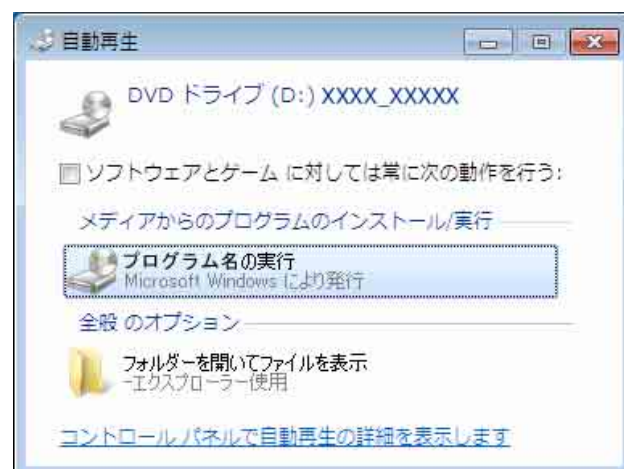 自動再生
DVD ドライブ (D:) XXXX_XXXXX
ソフトウェアとゲーム に対しては常に次の動作を行う:
メディアからのプログラムのインストール/実行
プログラム名の実行
Microsoft Windows により発行
全般 のオプション
フォルダーを開いてファイルを表示
-エクスプローラー使用
コントロール パネルで自動再生の詳細を表示します